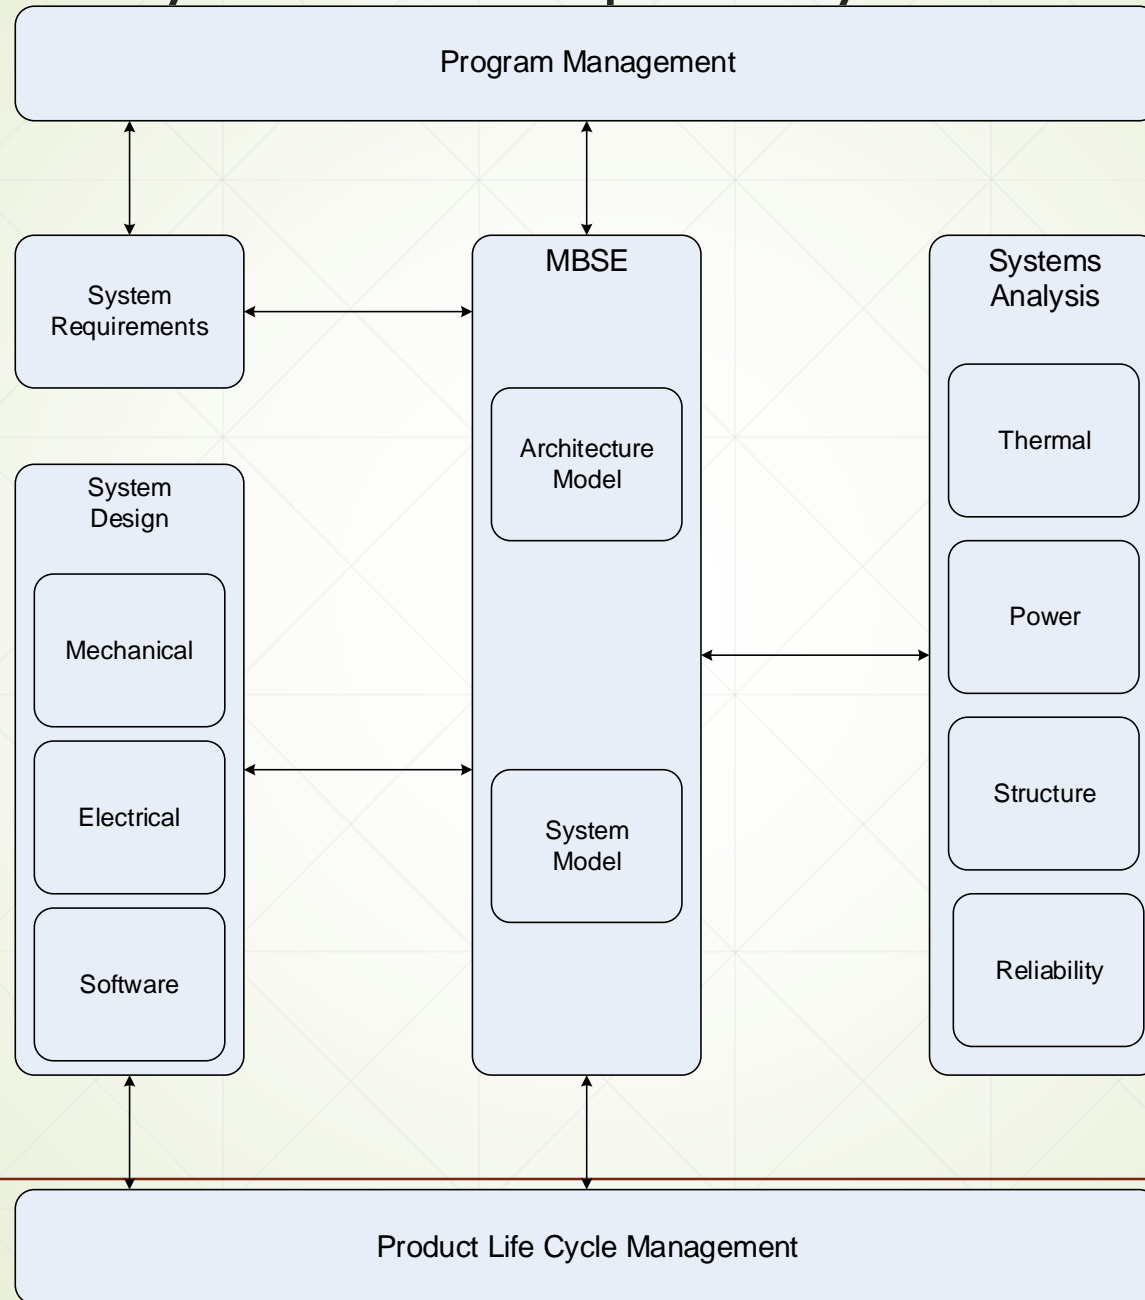 Program Management
System
Requirements
MBSE
Architecture
Model
System
Model
System
Design
Mechanical
Electrical
Software
Systems
Analysis
Thermal
Power
Structure
Reliability
Product Life Cycle Management